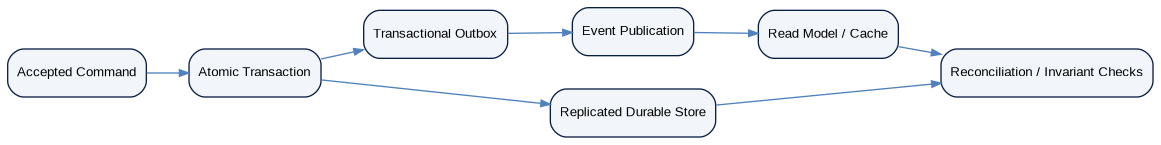 Accepted Command
Atomic Transaction
Transactional Outbox
Event Publication
Read Model / Cache
Replicated Durable Store
Reconciliation / Invariant Checks